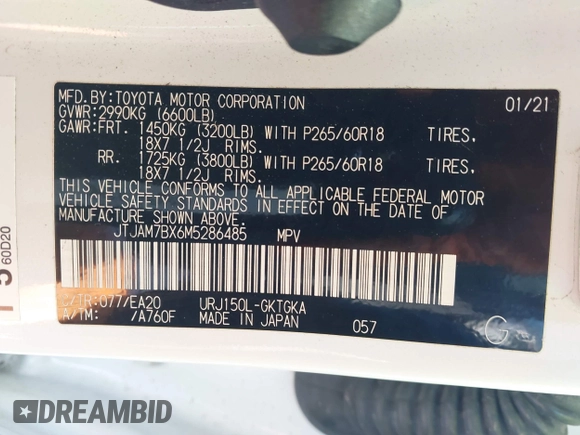 MFD.BY:TOYOTA MOTOR CORPORATION 01/21
GVWR:2990KG (6600LB)
GAWR:FRT. 1450KG (3200LB) WITH P265/60R18 TIRES,
18X7 1/2J RIMS.
RR. 1725KG (3800LB) WITH P265/60R18 TIRES,
18X7 1/2J RIMS.
THIS VEHICLE CONFORMS TO ALL APPLICABLE FEDERAL MOTOR
VEHICLE SAFETY STANDARDS IN EFFECT ON THE DATE OF
MANUFACTURE SHOWN ABOVE.
JTJAM7BX6M5286485 MPV
C/TR:077/EA20 URJ150L-GKTGKA
A/TM: /A760F MADE IN JAPAN 057 G
5
60D20
DREAMBID